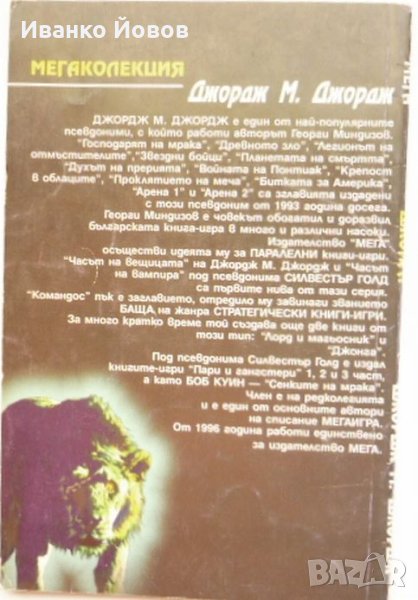 Иванко Йовов
МЕГАКОЛЕКЦИЯ
Джордж М. Джордж
ДЖОРДЖ М. ДЖОРДЖ е един от най-популярните
псевдоними, с който работи авторът Георги Миндизов.
"Господарят на мрака", "Древното зло", "Легионът на
отмъстителите", "Звездни бойци", "Планетата на смъртта",
"Духът на прерията", "Войната на Понтиак", "Крепост
в облаците", "Проклятието на меча", "Битката за Америка",
"Арена 1" и "Арена 2" са заглавията издадени
с този псевдоним от 1993 година досега.
Георги Миндизов е човекът обогатил и доразвил
българската книга-игра в много и различни насоки.
Издателство "МЕГА"
осъществи идеята му за ПАРАЛЕЛНИ книги-игри.
"Часът на вещицата" на Джордж М. Джордж и "Часът
на вампира" под псевдонима СИЛВЕСТЪР ГОЛД
са първите нива от тази серия.
"Командос" пък е заглавието, отредило му завинаги званието
БАЩА на жанра СТРАТЕГИЧЕСКИ КНИГИ-ИГРИ.
За много кратко време той създава още две книги от
този тип: "Лорд и магьосник" и
"Джонга".
Под псевдонима Силвестър Голд е издал
книгите-игри "Пари и гангстери" 1, 2 и 3 част,
а като БОБ КУИН — "Сенките на мрака".
Член е на редколегията
и е един от основните автори
на списание МЕГАИГРА.
От 1996 година работи единствено
за издателство МЕГА.
BAZAR